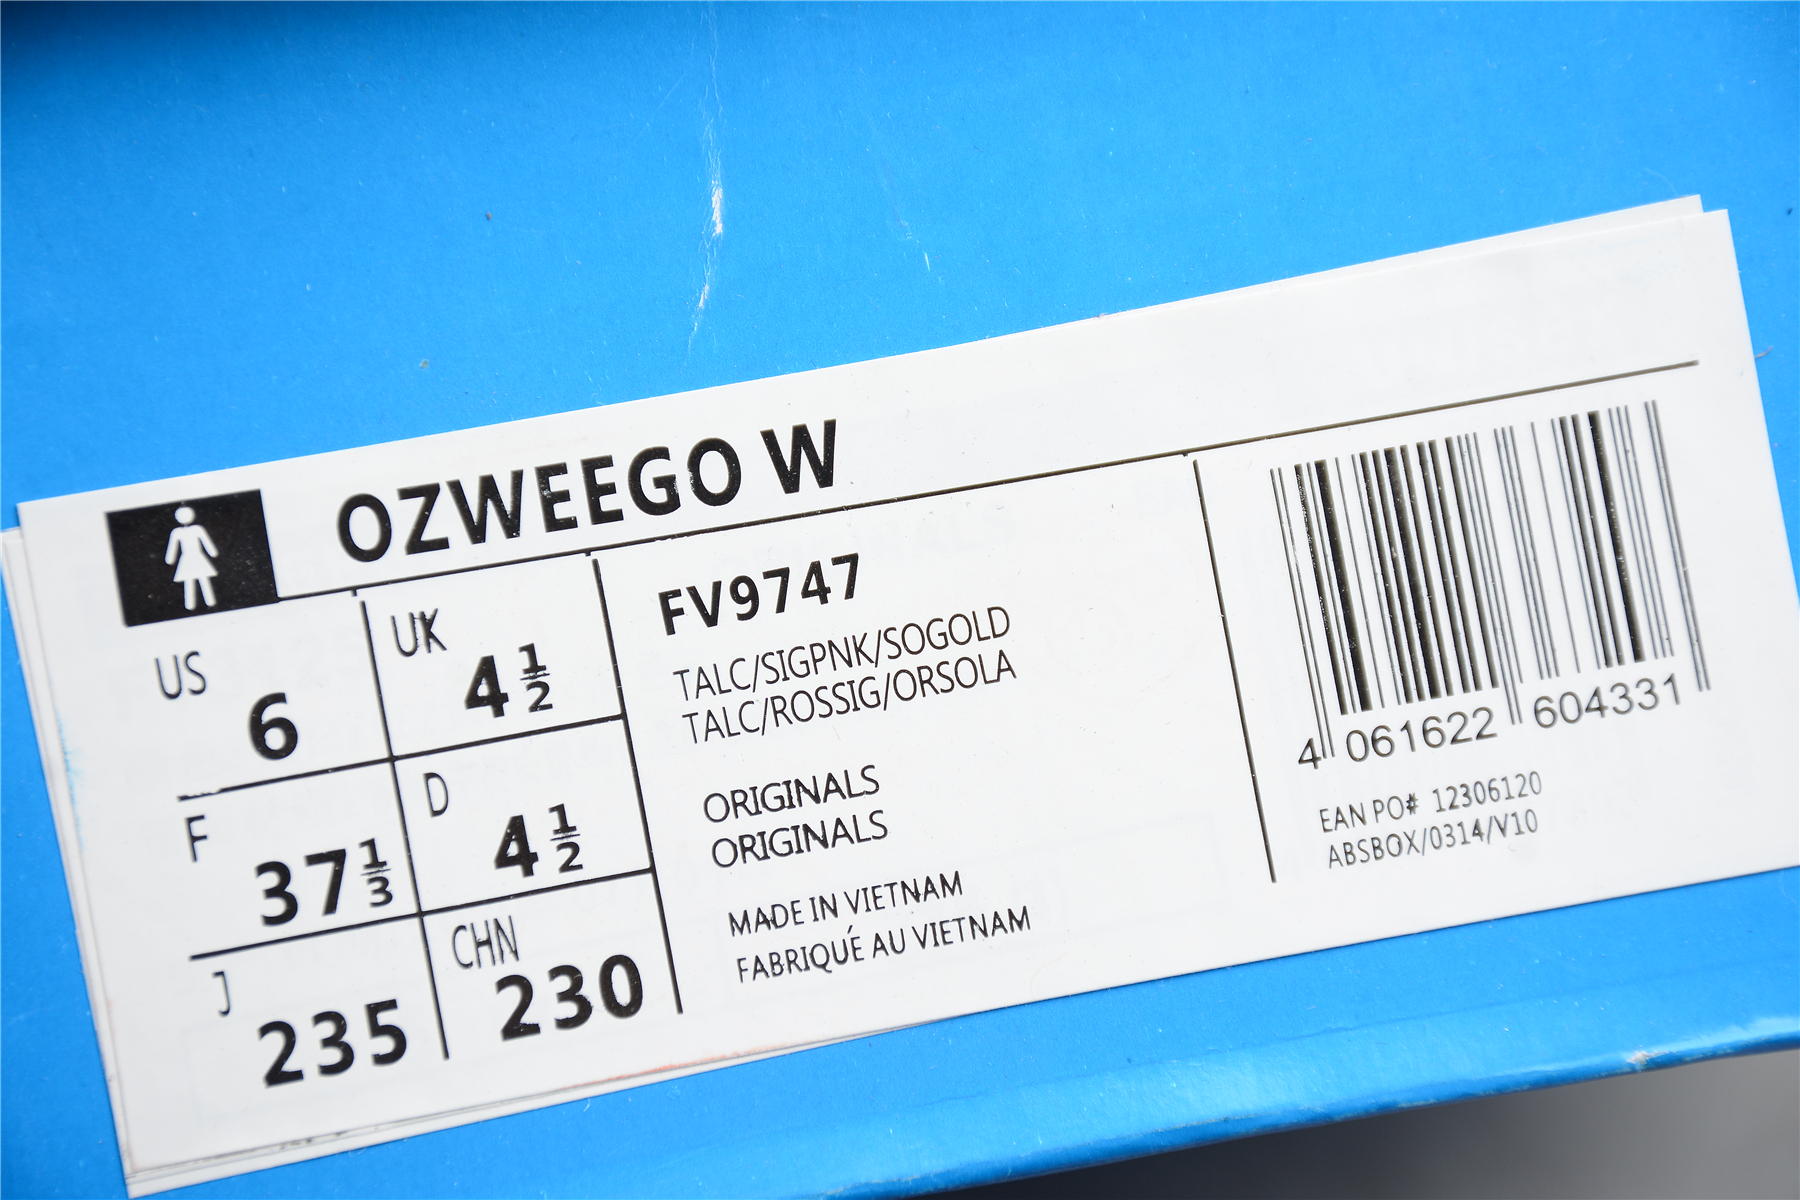 OZWEEGO W
US 6
UK 4 1/2
F 37 1/3
D 4 1/2
J 235
CHN 230
FV9747
TALC/SIGPNK/SOGOLD
TALC/ROSSIG/ORSOLA
ORIGINALS
ORIGINALS
MADE IN VIETNAM
FABRIQUÉ AU VIETNAM
4 061622 604331
EAN PO# 12306120
ABSBOX/0314/V10